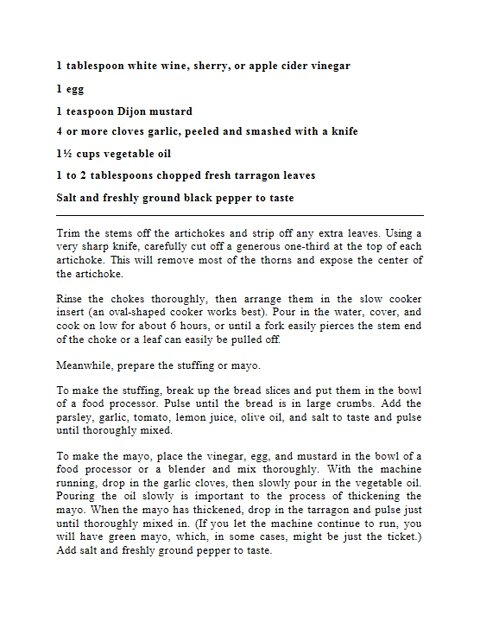 1 tablespoon white wine, sherry, or apple cider vinegar
1 egg
1 teaspoon Dijon mustard
4 or more cloves garlic, peeled and smashed with a knife
1½ cups vegetable oil
1 to 2 tablespoons chopped fresh tarragon leaves
Salt and freshly ground black pepper to taste
Trim the stems off the artichokes and strip off any extra leaves. Using a
very sharp knife, carefully cut off a generous one-third at the top of each
artichoke. This will remove most of the thorns and expose the center of
the artichoke.
Rinse the chokes thoroughly, then arrange them in the slow cooker
insert (an oval-shaped cooker works best). Pour in the water, cover, and
cook on low for about 6 hours, or until a fork easily pierces the stem end
of the choke or a leaf can easily be pulled off.
Meanwhile, prepare the stuffing or mayo.
To make the stuffing, break up the bread slices and put them in the bowl
of a food processor. Pulse until the bread is in large crumbs. Add the
parsley, garlic, tomato, lemon juice, olive oil, and salt to taste and pulse
until thoroughly mixed.
To make the mayo, place the vinegar, egg, and mustard in the bowl of a
food processor or a blender and mix thoroughly. With the machine
running, drop in the garlic cloves, then slowly pour in the vegetable oil.
Pouring the oil slowly is important to the process of thickening the
mayo. When the mayo has thickened, drop in the tarragon and pulse just
until thoroughly mixed in. (If you let the machine continue to run, you
will have green mayo, which, in some cases, might be just the ticket.)
Add salt and freshly ground pepper to taste.